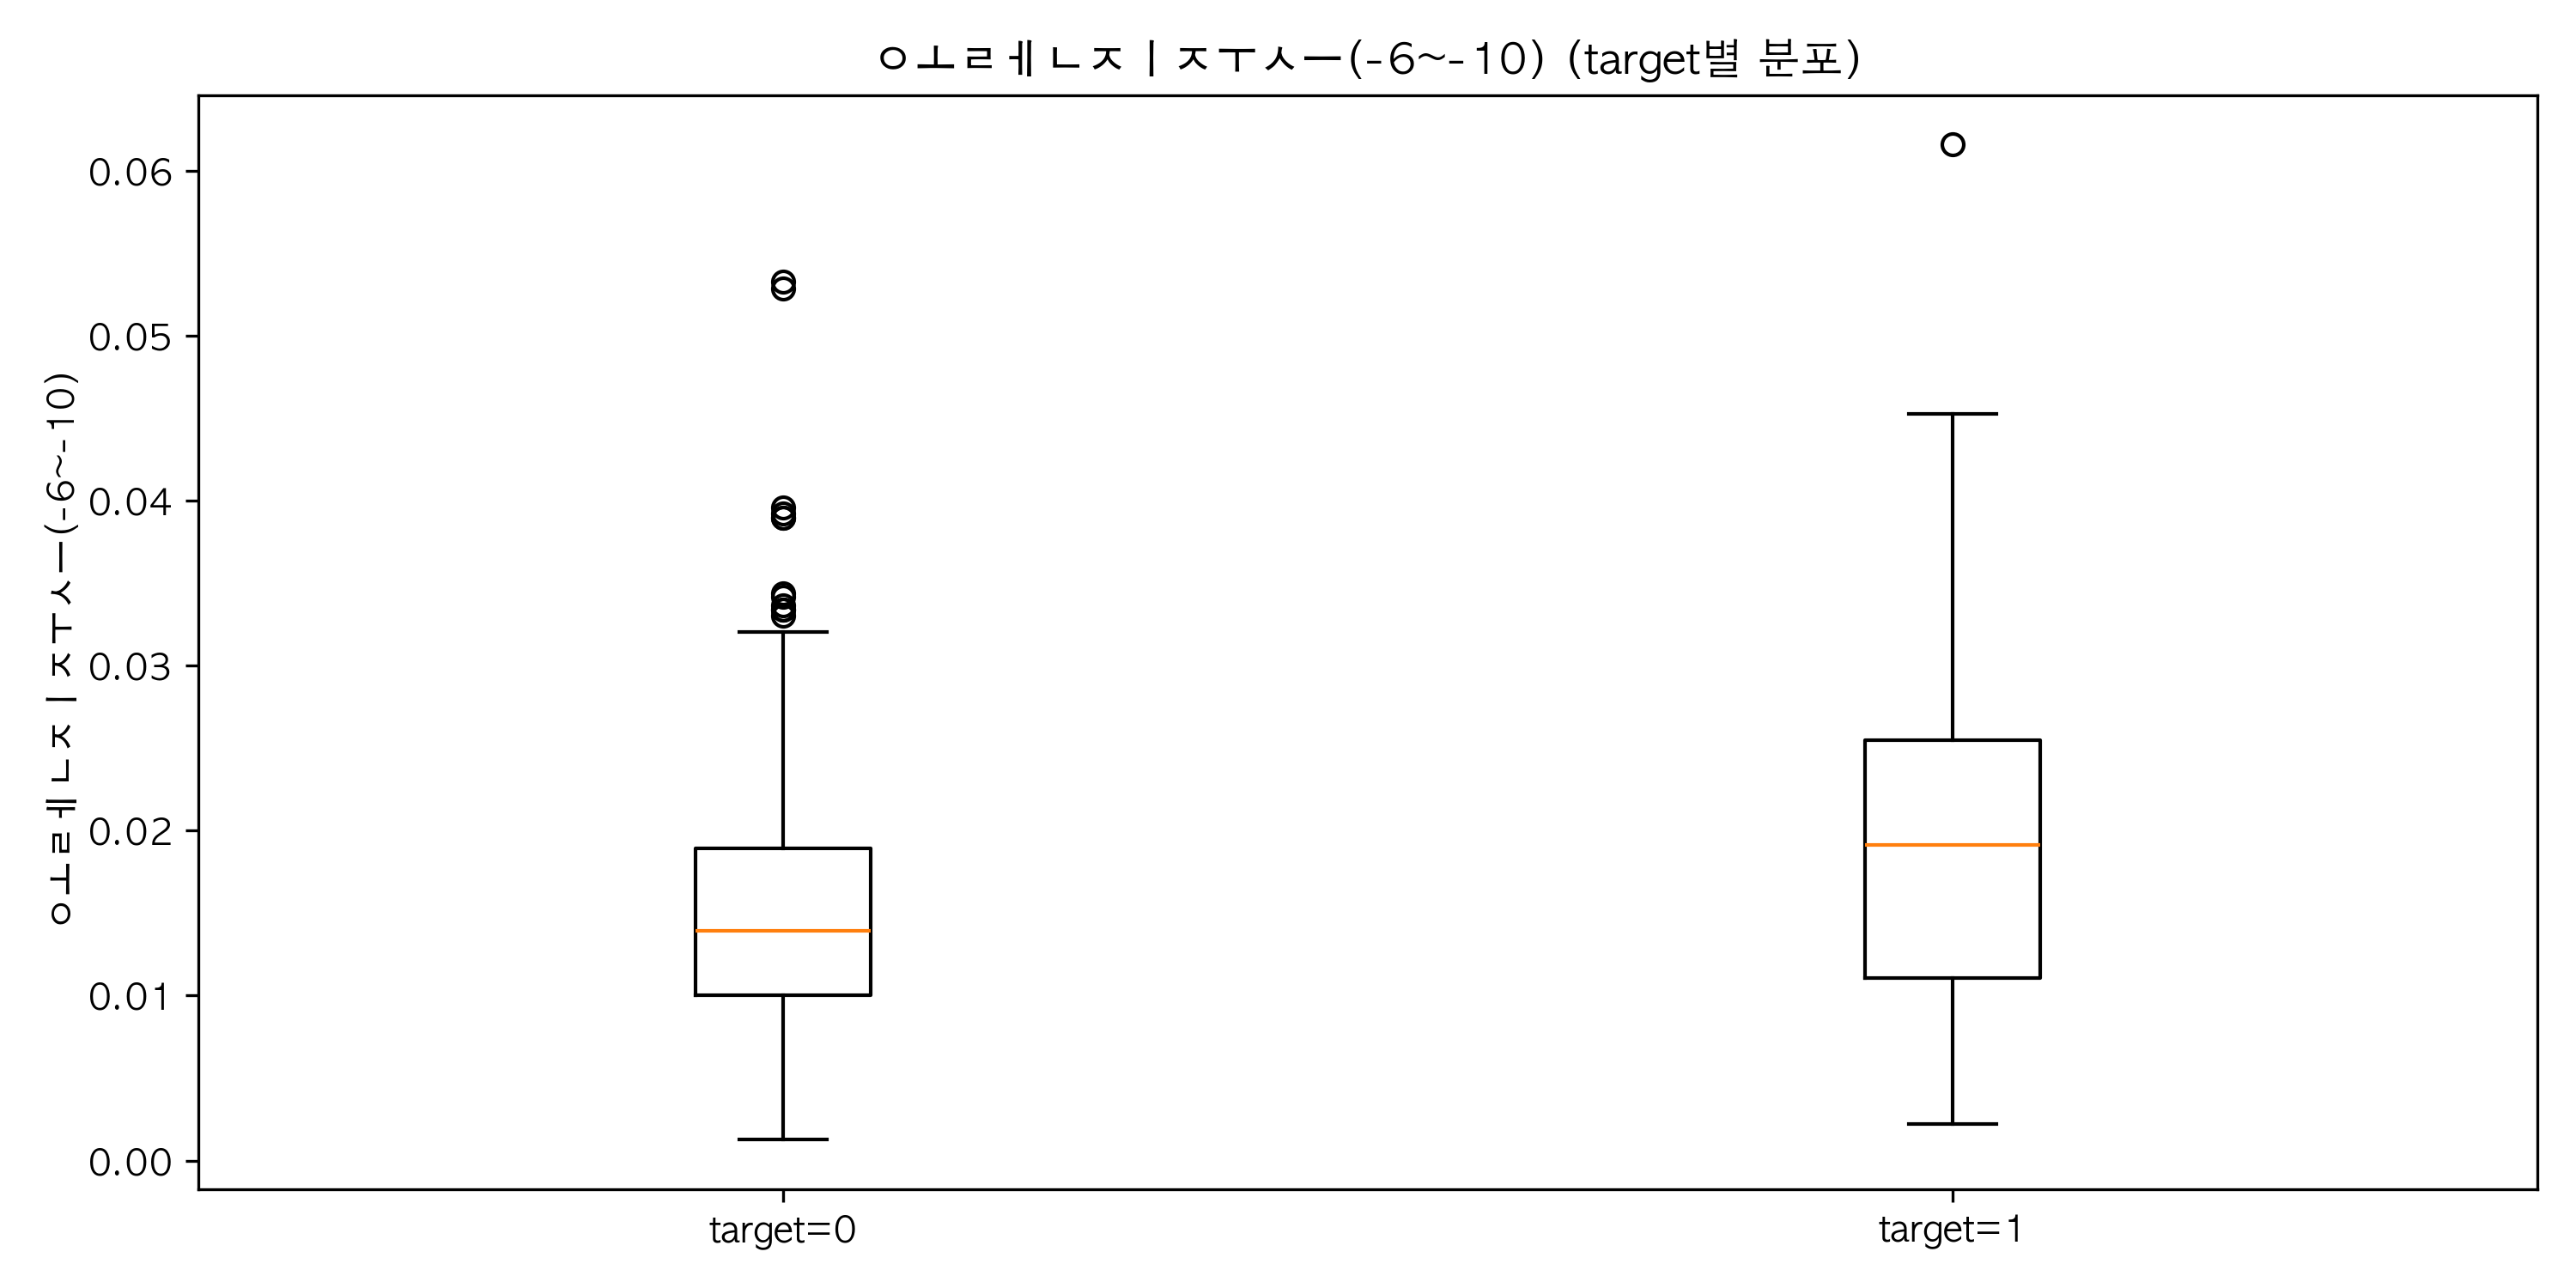 ㅇㅗㄹㅔㄴㅈㅣㅈㅜㅅㅡ(-6~-10) (target별 분포)
ㅇㅗㄹㅔㄴㅈㅣㅈㅜㅅㅡ(-6~-10)
0.06
0.05
0.04
0.03
0.02
0.01
0.00
target=0
target=1